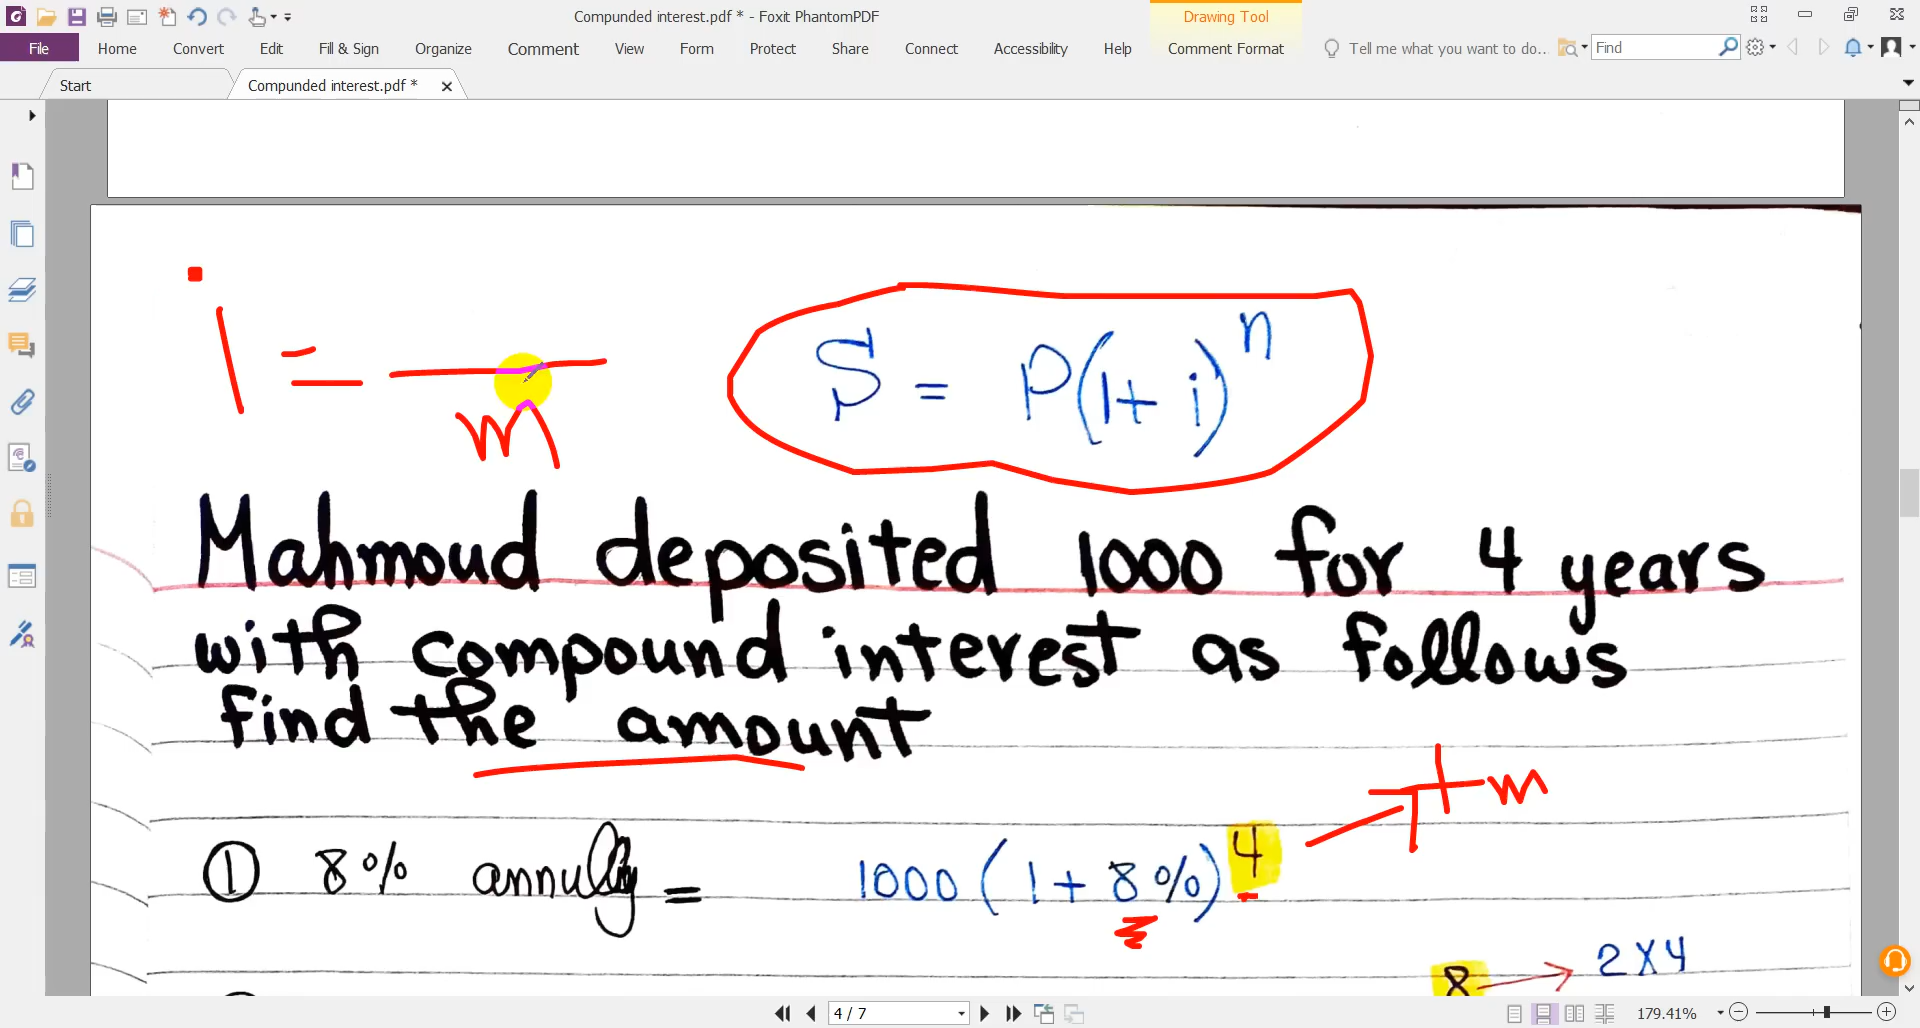 Compunded interest.pdf * - Foxit PhantomPDF
Drawing Tool
File Home Convert Edit Fill & Sign Organize Comment View Form Protect Share Connect Accessibility Help Comment Format Tell me what you want to do... Find
Start Compunded interest.pdf *
i = — m
S = P(1+ i)^n
Mahmoud deposited 1000 for 4 years
with compound interest as follows
find the amount
m
① 8% annully = 1000 (1+ 8%)^4
8 → 2 X 4
4 / 7
179.41%